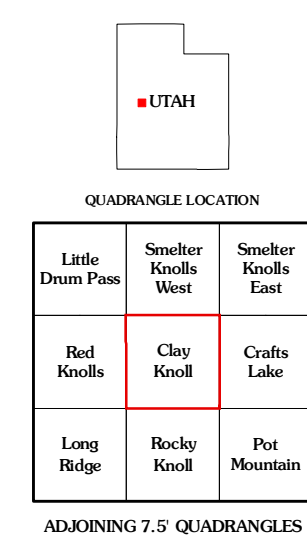 UTAH
QUADRANGLE LOCATION
Little
Drum Pass
Smelter
Knolls
West
Smelter
Knolls
East
Red
Knolls
Clay
Knoll
Crafts
Lake
Long
Ridge
Rocky
Knoll
Pot
Mountain
ADJOINING 7.5' QUADRANGLES